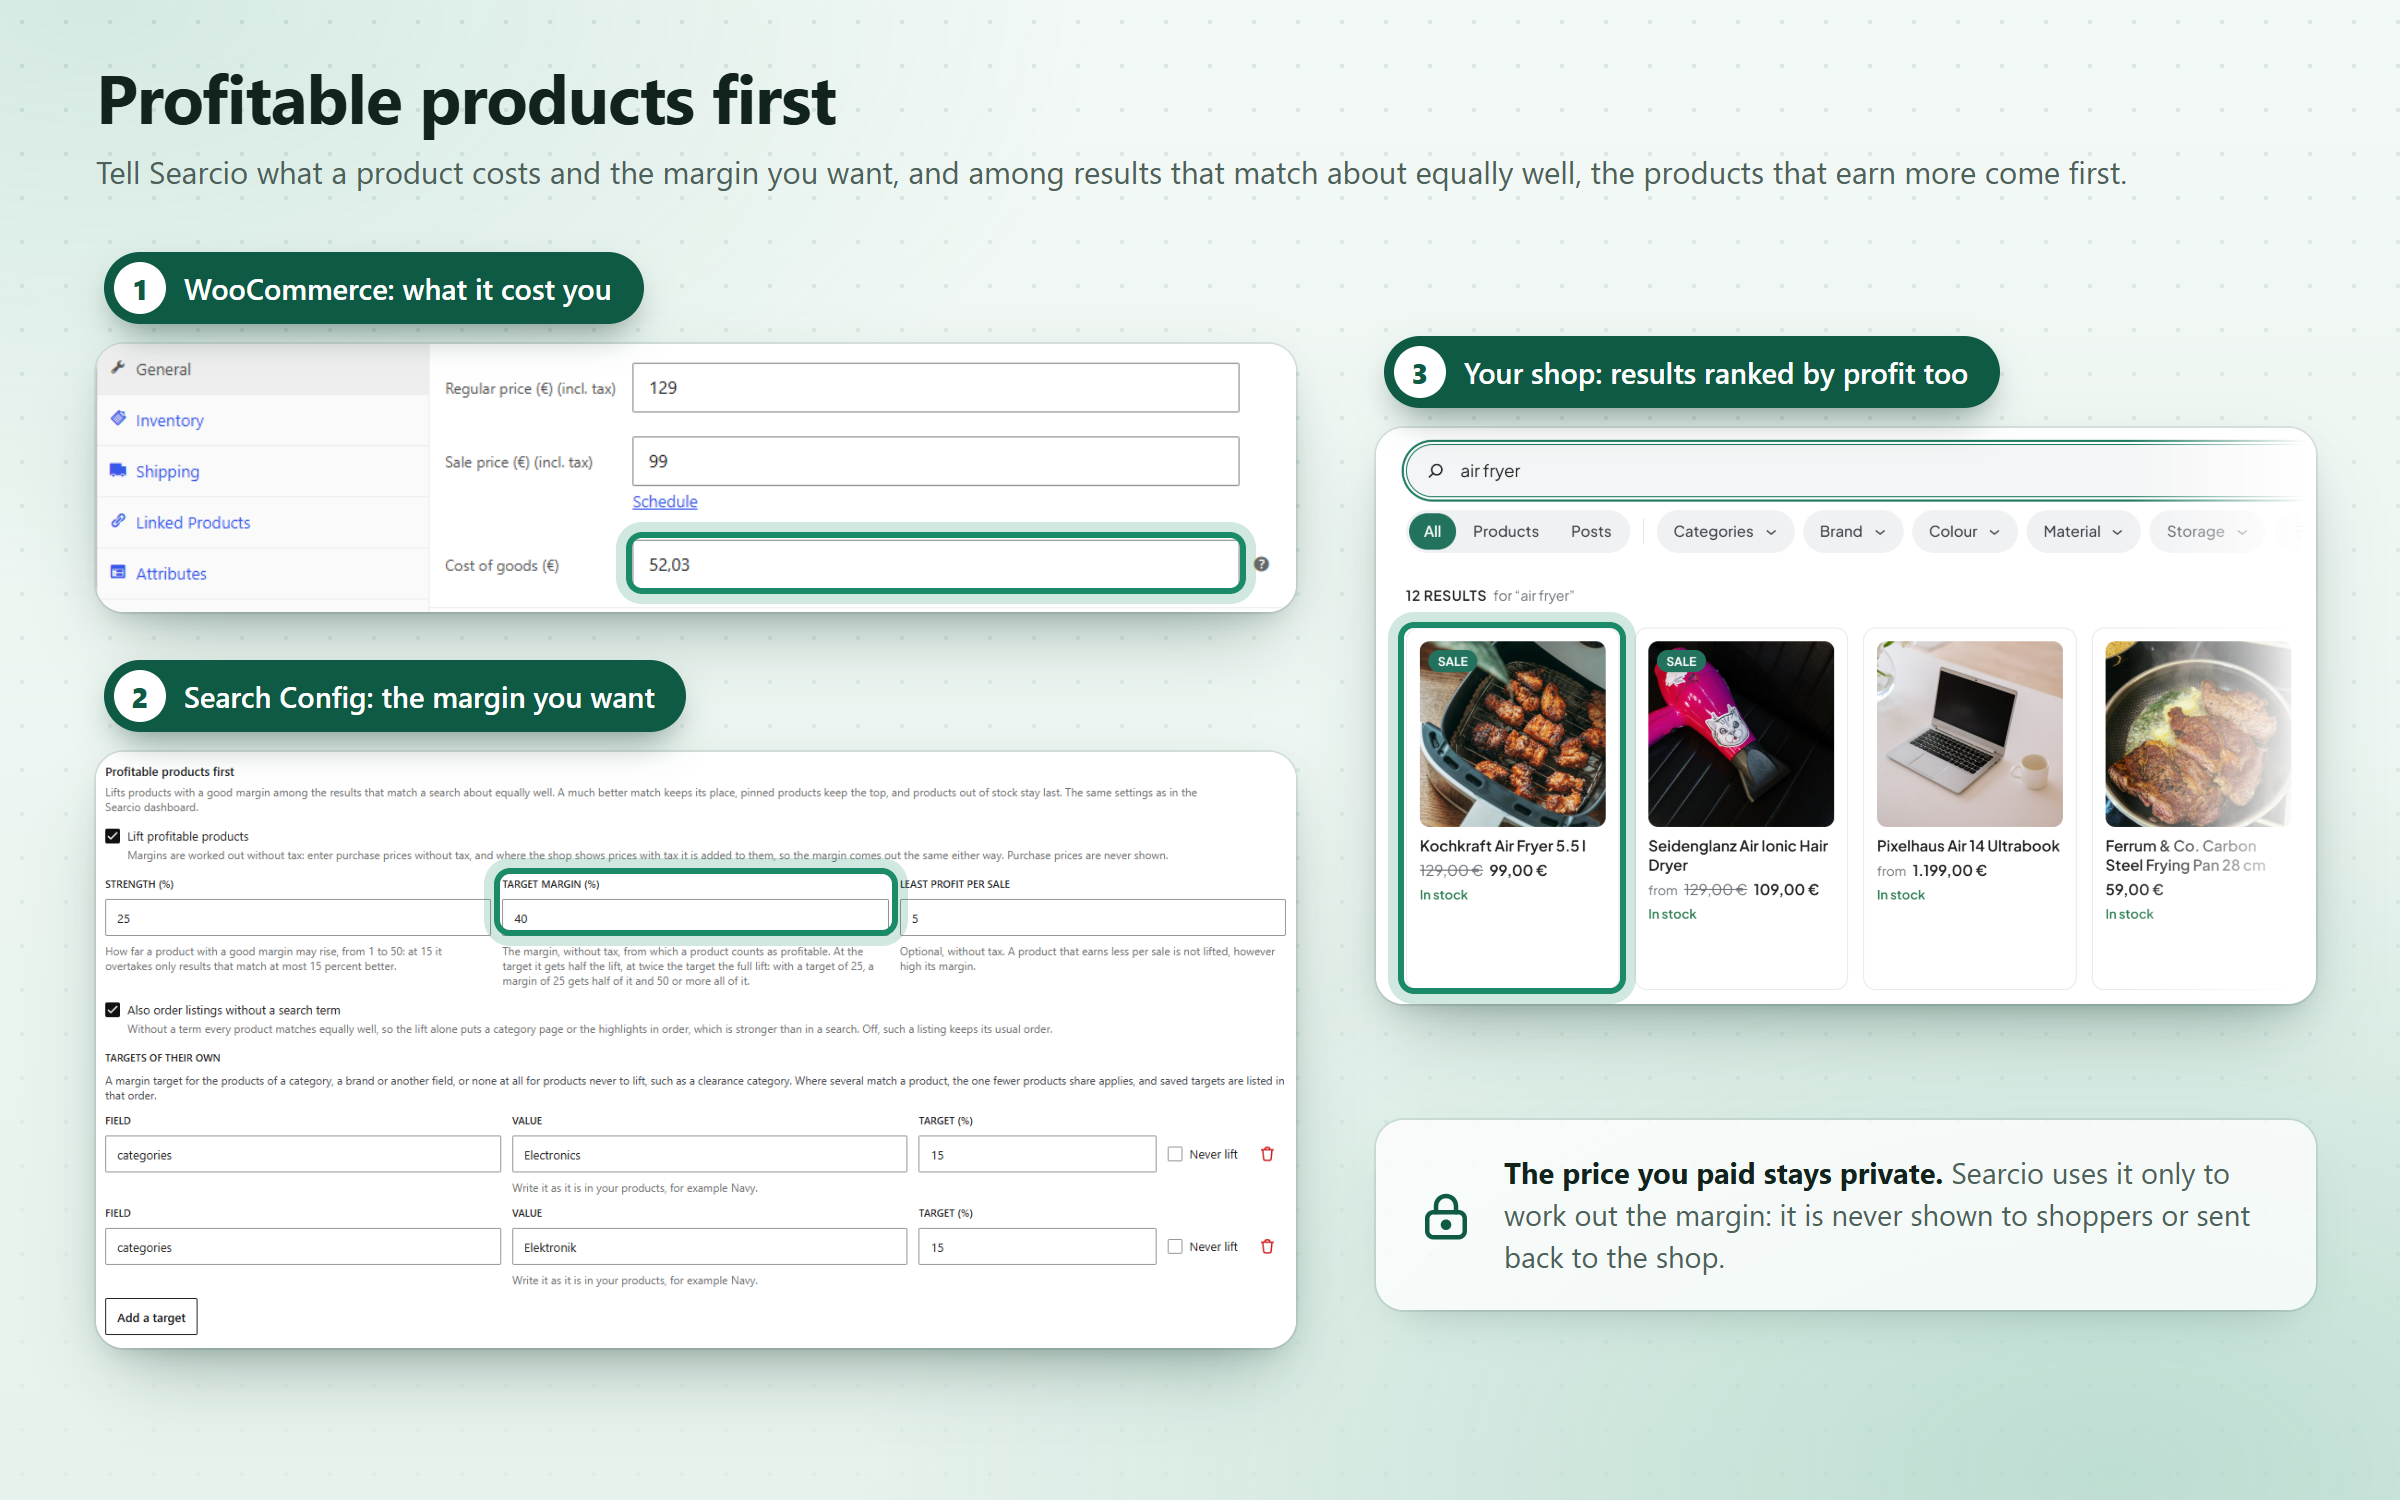 Profitable products first
Tell Searcio what a product costs and the margin you want, and among results that match about equally well, the products that earn more come first.
1 WooCommerce: what it cost you
General
Inventory
Shipping
Linked Products
Attributes
Regular price (€) (incl. tax) 129
Sale price (€) (incl. tax) 99
Schedule
Cost of goods (€) 52,03
2 Search Config: the margin you want
Profitable products first
Lifts products with a good margin among the results that match a search about equally well. A much better match keeps its place, pinned products keep the top, and products out of stock stay last. The same settings as in the
Searcio dashboard.
Lift profitable products
Margins are worked out without tax: enter purchase prices without tax, and where the shop shows prices with tax it is added to them, so the margin comes out the same either way. Purchase prices are never shown.
STRENGTH (%) TARGET MARGIN (%) LEAST PROFIT PER SALE
25 40 5
How far a product with a good margin may rise, from 1 to 50: at 15 it
overtakes only results that match at most 15 percent better.
The margin, without tax, from which a product counts as profitable. At the
target it gets half the lift, at twice the target the full lift: with a target of 25, a
margin of 25 gets half of it and 50 or more all of it.
Optional, without tax. A product that earns less per sale is not lifted, however
high its margin.
Also order listings without a search term
Without a term every product matches equally well, so the lift alone puts a category page or the highlights in order, which is stronger than in a search. Off, such a listing keeps its usual order.
TARGETS OF THEIR OWN
A margin target for the products of a category, a brand or another field, or none at all for products never to lift, such as a clearance category. Where several match a product, the one fewer products share applies, and saved targets are listed in
that order.
FIELD VALUE TARGET (%)
categories Electronics 15 Never lift
Write it as it is in your products, for example Navy.
FIELD VALUE TARGET (%)
categories Elektronik 15 Never lift
Write it as it is in your products, for example Navy.
Add a target
3 Your shop: results ranked by profit too
air fryer
All Products Posts Categories Brand Colour Material Storage
12 RESULTS for “air fryer”
SALE
Kochkraft Air Fryer 5.5 l
129,00 € 99,00 €
In stock
SALE
Seidenglanz Air Ionic Hair
Dryer
from 129,00 € 109,00 €
In stock
Pixelhaus Air 14 Ultrabook
from 1.199,00 €
In stock
Ferrum & Co. Carbon
Steel Frying Pan 28 cm
59,00 €
In stock
The price you paid stays private. Searcio uses it only to
work out the margin: it is never shown to shoppers or sent
back to the shop.